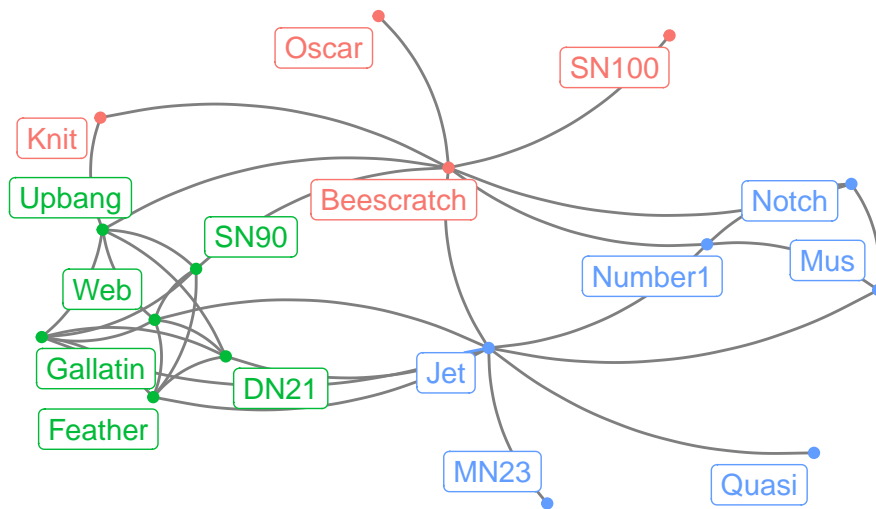 Oscar
SN100
Knit
Upbang
Beescratch
Notch
SN90
Web
Number1
Mus
Gallatin
DN21
Jet
Feather
MN23
Quasi